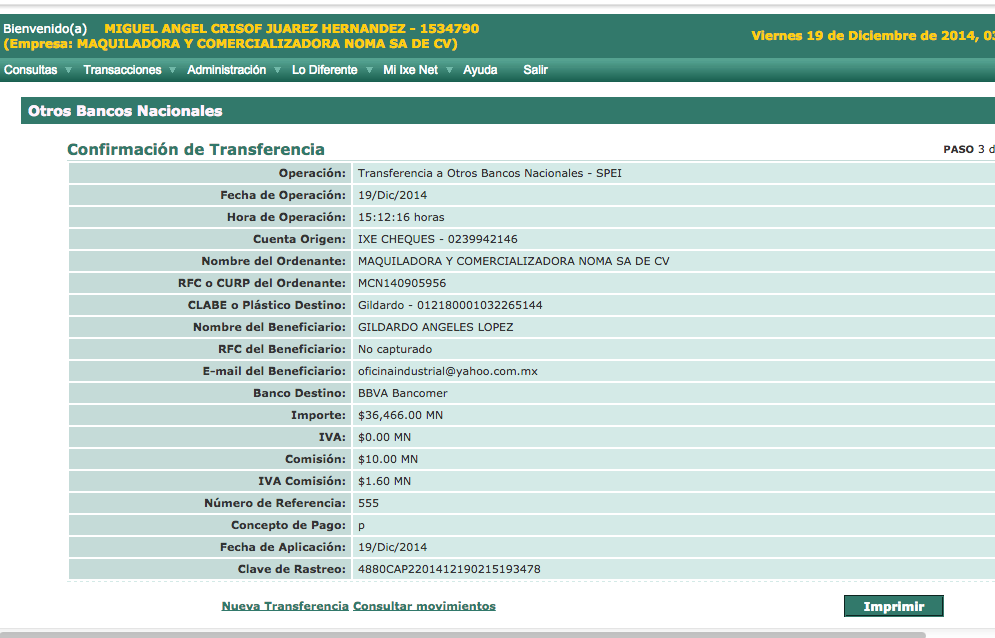 Bienvenido(a) MIGUEL ANGEL CRISOF JUAREZ HERNANDEZ - 1534790
(Empresa: MAQUILADORA Y COMERCIALIZADORA NOMA SA DE CV)
Viernes 19 de Diciembre de 2014, 03
Consultas Transacciones Administración Lo Diferente Mi Ixe Net Ayuda Salir
Otros Bancos Nacionales
Confirmación de Transferencia PASO 3 d
Operación: Transferencia a Otros Bancos Nacionales - SPEI
Fecha de Operación: 19/Dic/2014
Hora de Operación: 15:12:16 horas
Cuenta Origen: IXE CHEQUES - 0239942146
Nombre del Ordenante: MAQUILADORA Y COMERCIALIZADORA NOMA SA DE CV
RFC o CURP del Ordenante: MCN140905956
CLABE o Plástico Destino: Gildardo - 012180001032265144
Nombre del Beneficiario: GILDARDO ANGELES LOPEZ
RFC del Beneficiario: No capturado
E-mail del Beneficiario: oficinaindustrial@yahoo.com.mx
Banco Destino: BBVA Bancomer
Importe: $36,466.00 MN
IVA: $0.00 MN
Comisión: $10.00 MN
IVA Comisión: $1.60 MN
Número de Referencia: 555
Concepto de Pago: p
Fecha de Aplicación: 19/Dic/2014
Clave de Rastreo: 4880CAP2201412190215193478
Nueva Transferencia Consultar movimientos Imprimir